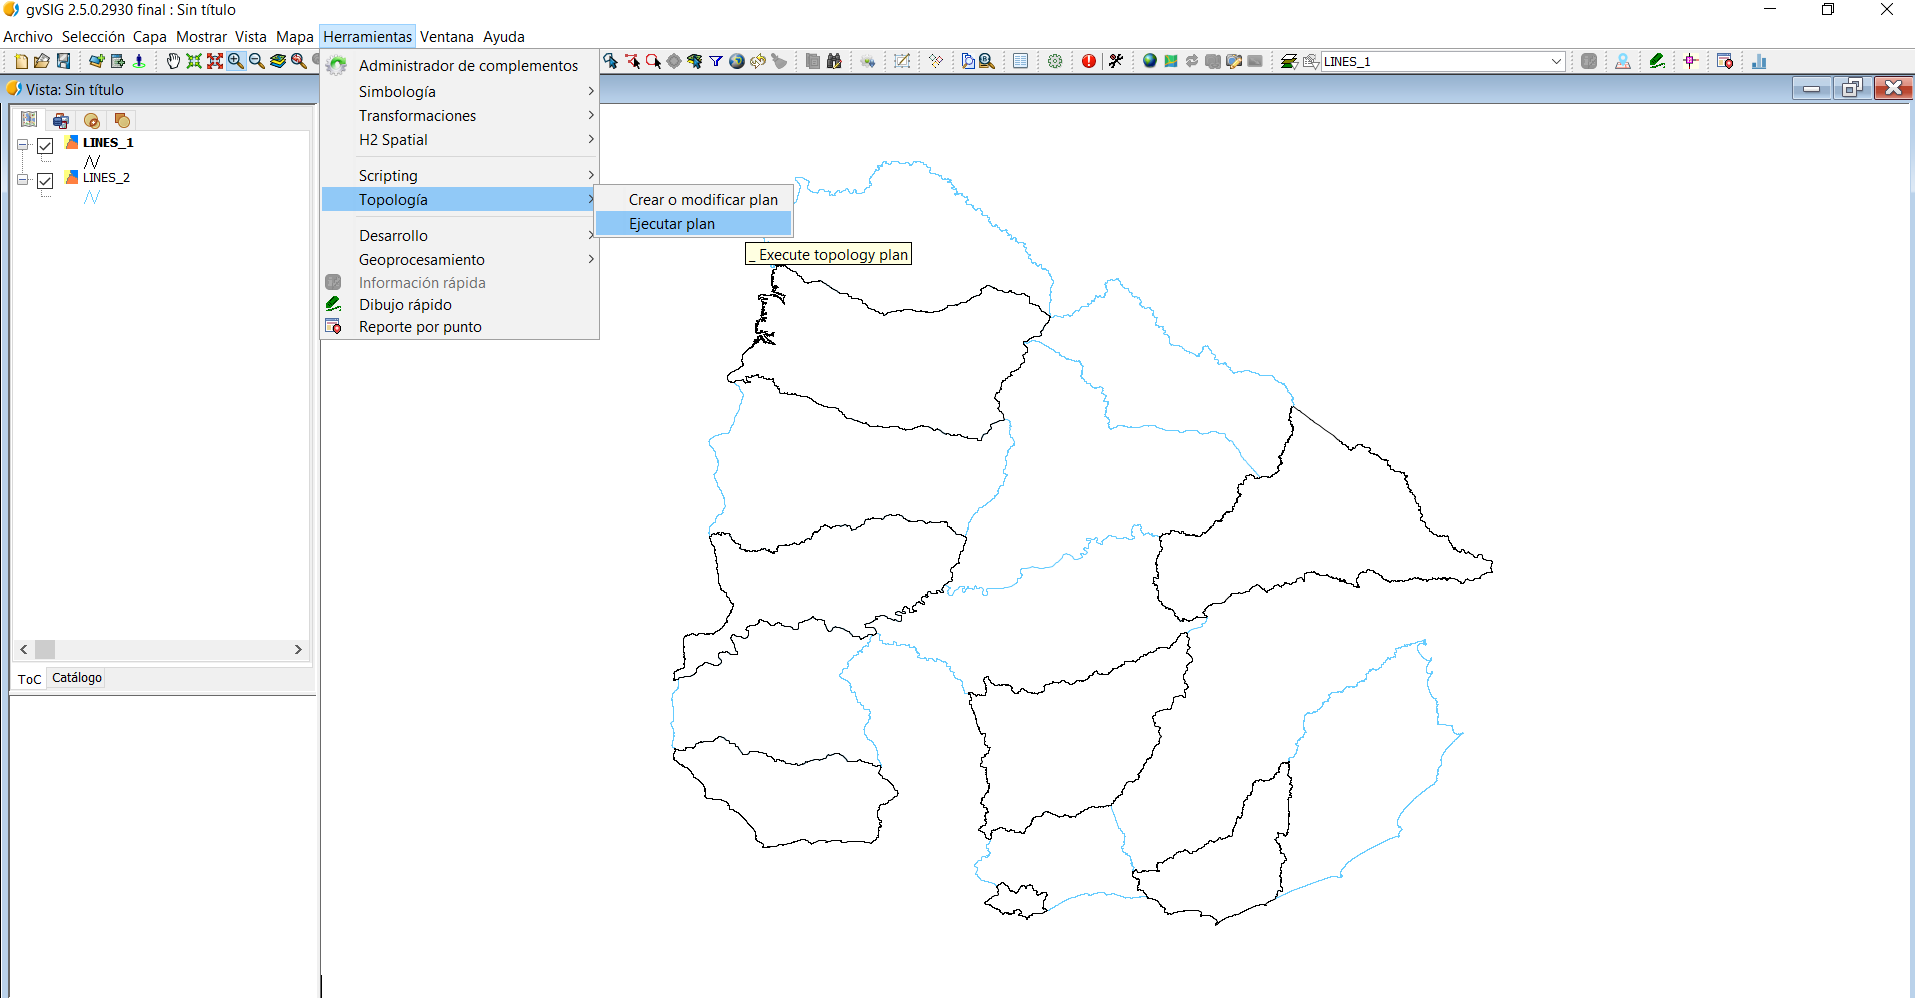 gvSIG 2.5.0.2930 final : Sin título
Archivo Selección Capa Mostrar Vista Mapa Herramientas Ventana Ayuda
LINES_1
Vista: Sin título
LINES_1
LINES_2
ToC Catálogo
Administrador de complementos
Simbología
Transformaciones
H2 Spatial
Scripting
Topología
Desarrollo
Geoprocesamiento
Información rápida
Dibujo rápido
Reporte por punto
Crear o modificar plan
Ejecutar plan
_ Execute topology plan